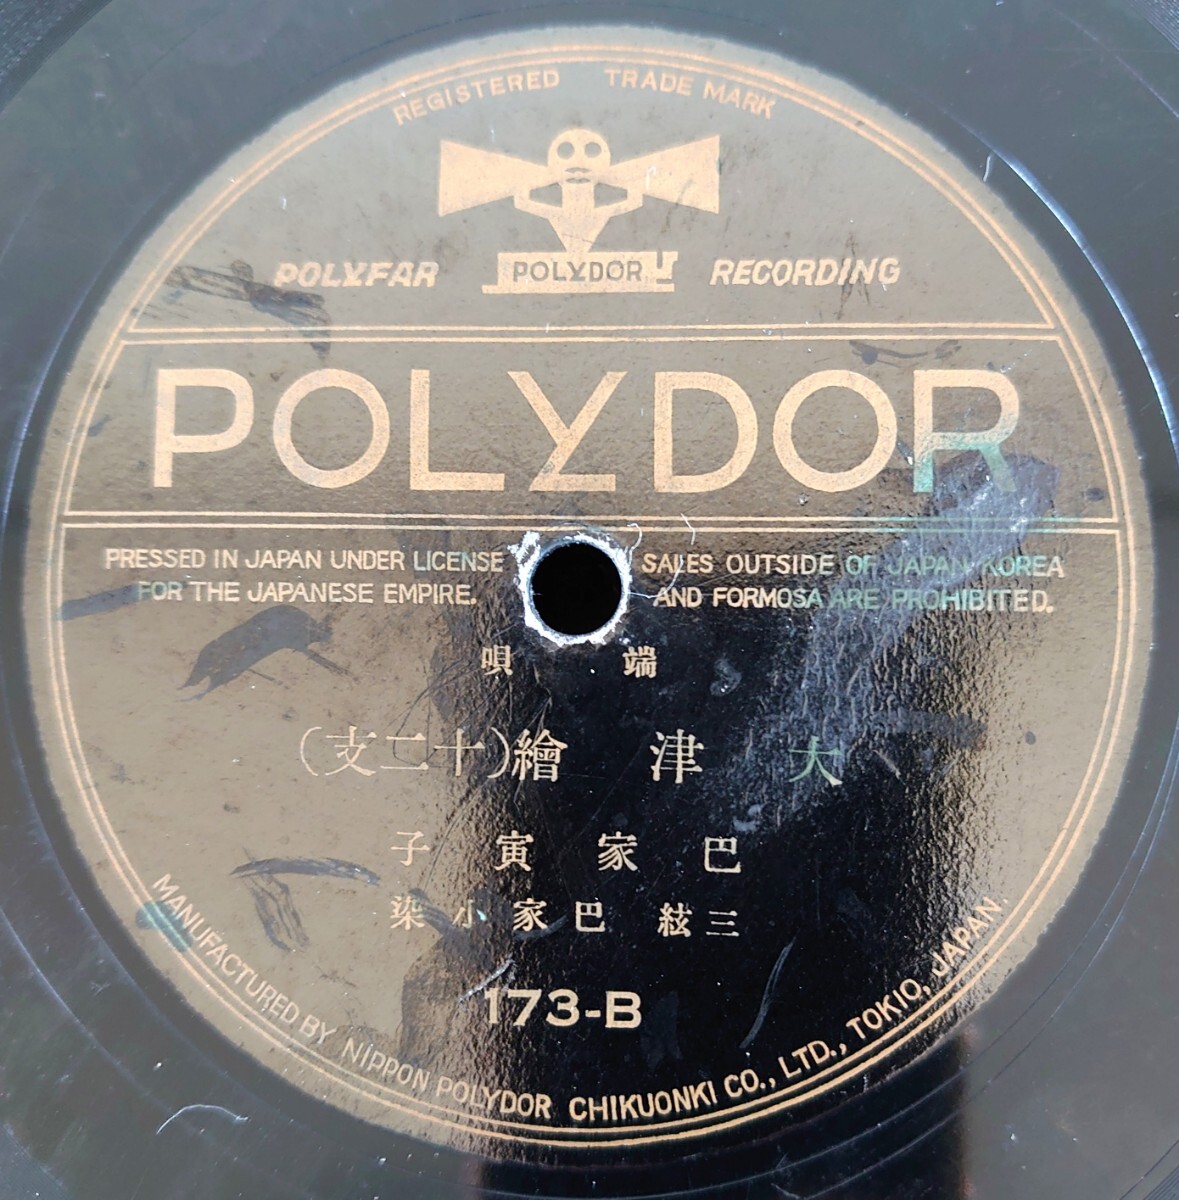 REGISTERED TRADE MARK
POLYFAR POLYDOR RECORDING
POLYDOR
PRESSED IN JAPAN UNDER LICENSE
FOR THE JAPANESE EMPIRE.
SALES OUTSIDE OF JAPAN KOREA
AND FORMOSA ARE PROHIBITED.
端唄
大津繪(十二支)
巴家寅子
三絃 巴家小染
173-B
MANUFACTURED BY NIPPON POLYDOR CHIKUONKI CO., LTD., TOKIO, JAPAN.